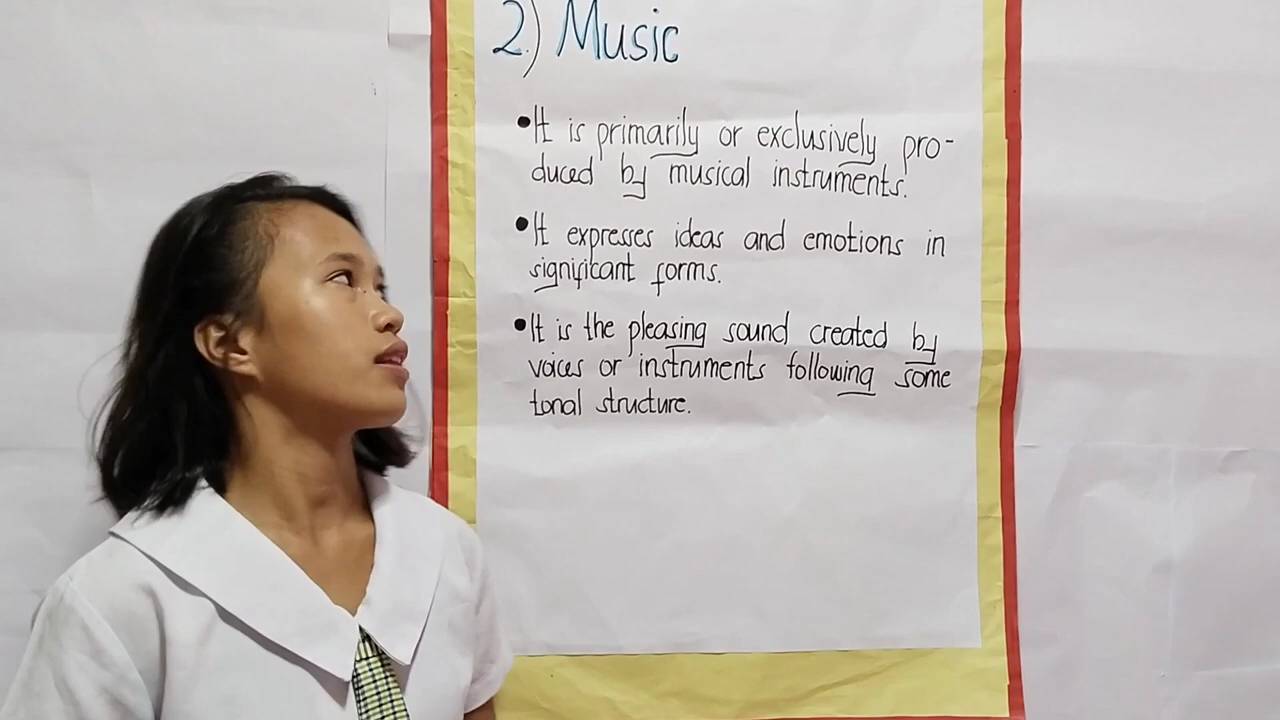 2.) Music
• It is primarily or exclusively pro-
duced by musical instruments.
• It expresses ideas and emotions in
significant forms.
• It is the pleasing sound created by
voices or instruments following some
tonal structure.